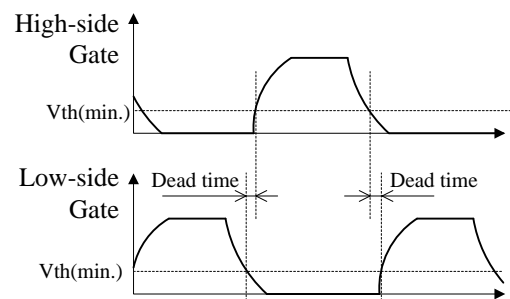 High-side
Gate
Vth(min.)
Low-side
Gate
Dead time
Dead time
Vth(min.)